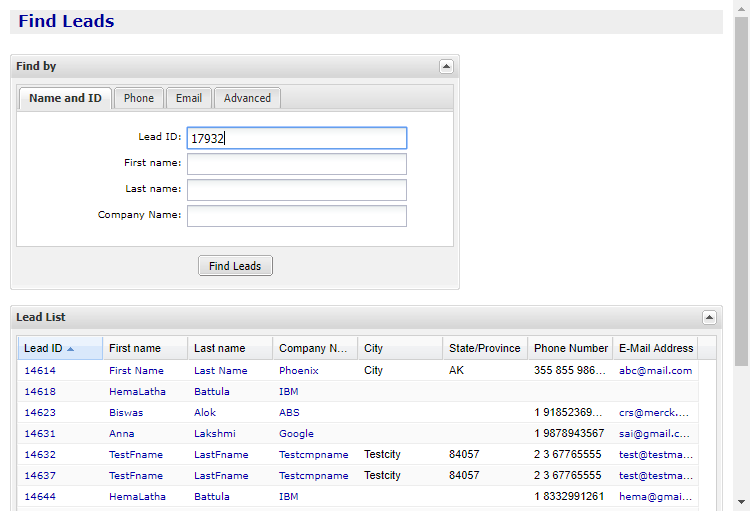 Find Leads
Find by
Name and ID Phone Email Advanced
Lead ID: 17932
First name:
Last name:
Company Name:
Find Leads
Lead List
Lead ID First name Last name Company N... City State/Province Phone Number E-Mail Address
14614 First Name Last Name Phoenix City AK 355 855 986... abc@mail.com
14618 HemaLatha Battula IBM
14623 Biswas Alok ABS 1 91852369... crs@merck....
14631 Anna Lakshmi Google 1 9878943567 sai@gmail.c...
14632 TestFname LastFname Testcmpname Testcity 84057 2 3 67765555 test@testma...
14637 TestFname LastFname Testcmpname Testcity 84057 2 3 67765555 test@testma...
14644 HemaLatha Battula IBM 1 8332991261 hema@gmai...